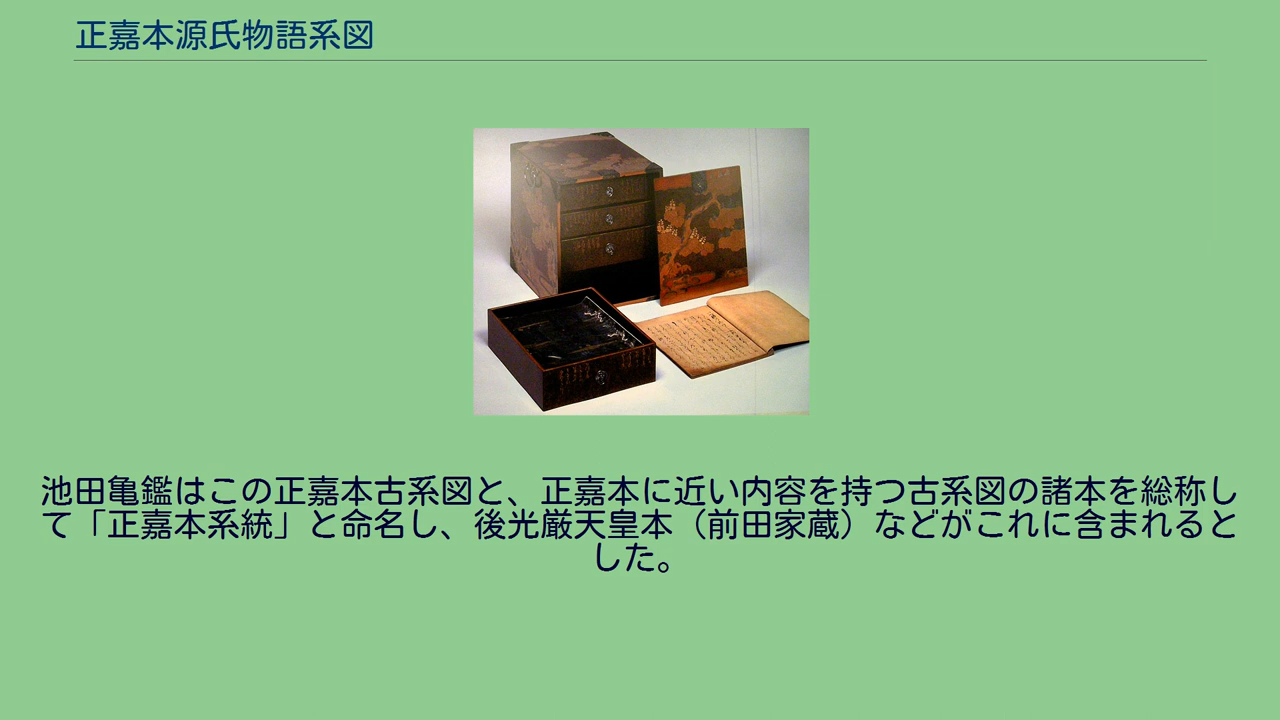 正嘉本源氏物語系図
池田亀鑑はこの正嘉本古系図と、正嘉本に近い内容を持つ古系図の諸本を総称し
て「正嘉本系統」と命名し、後光厳天皇本（前田家蔵）などがこれに含まれると
した。